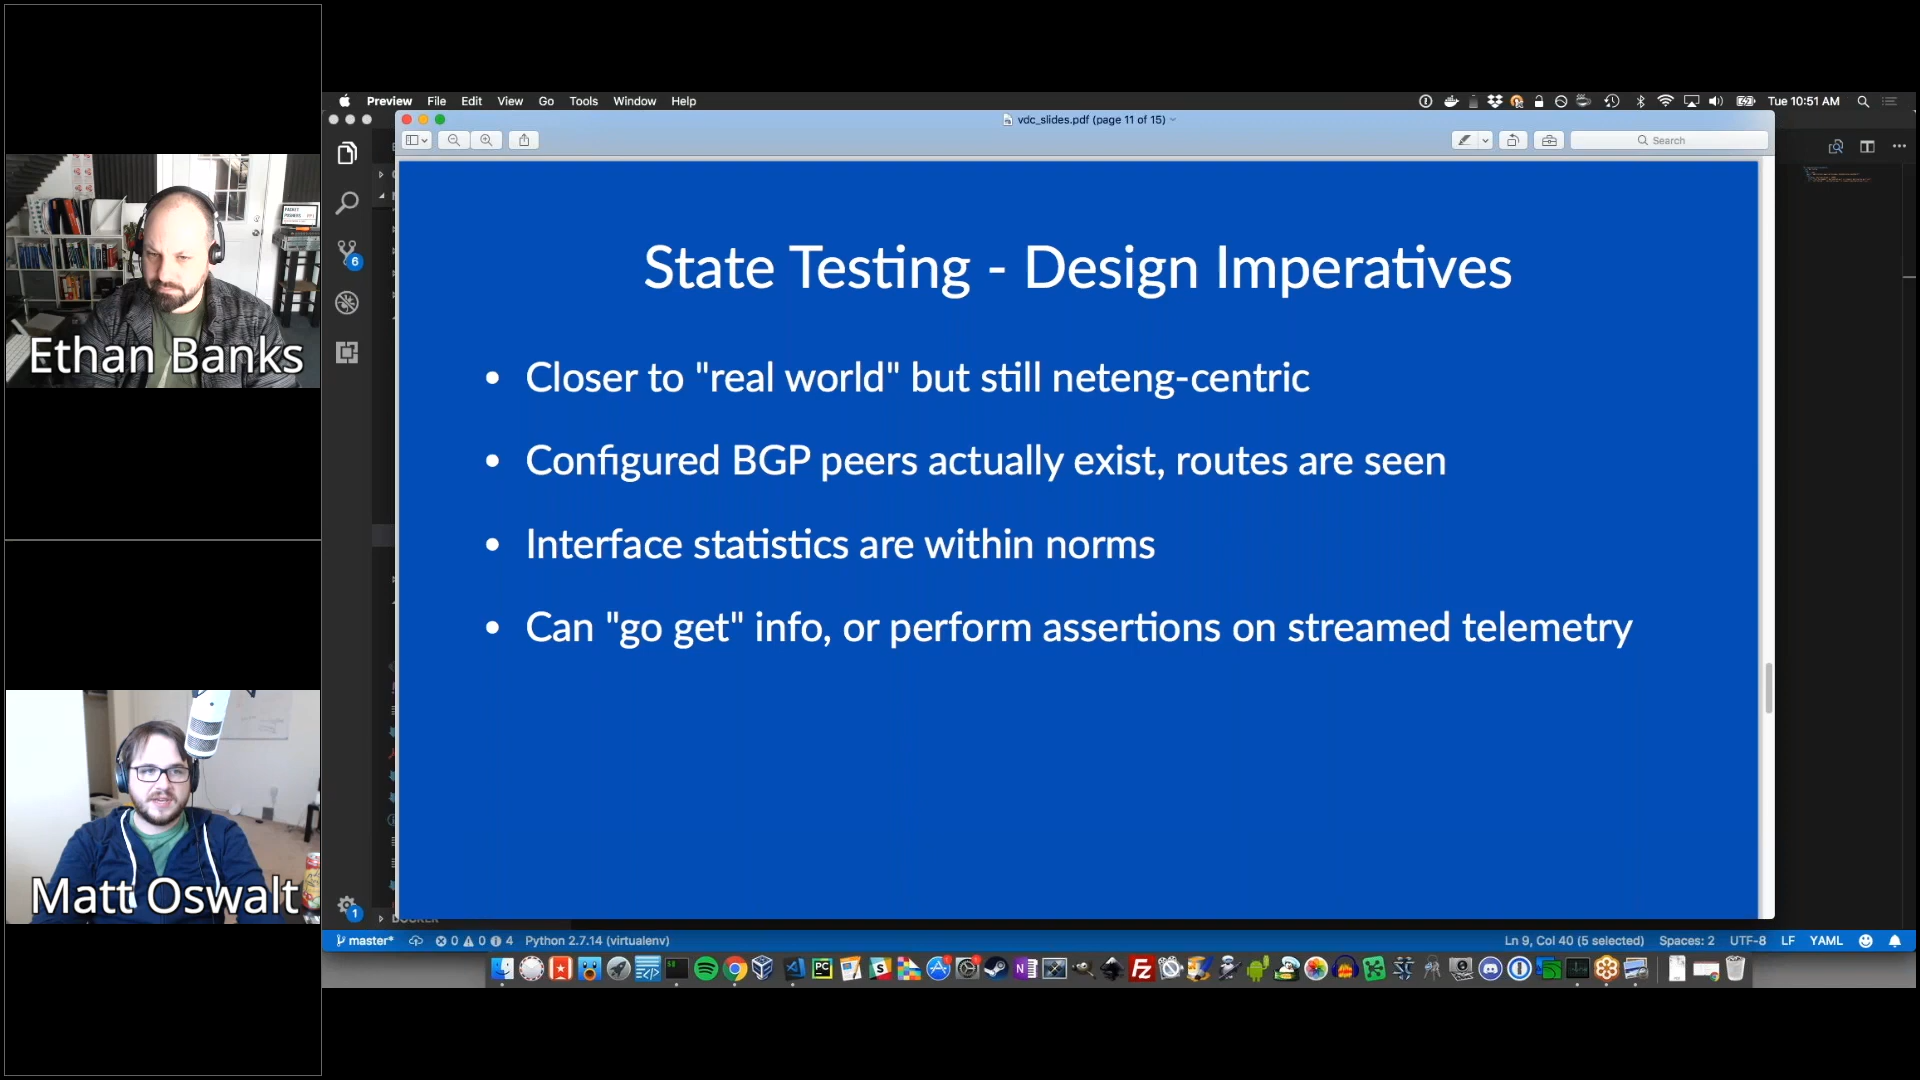 Preview File Edit View Go Tools Window Help
Tue 10:51 AM
vdc_slides.pdf (page 11 of 15)
Search
State Testing - Design Imperatives
• Closer to "real world" but still neteng-centric
• Configured BGP peers actually exist, routes are seen
• Interface statistics are within norms
• Can "go get" info, or perform assertions on streamed telemetry
Ethan Banks
Matt Oswalt
6
1
master* 0 0 4 Python 2.7.14 (virtualenv)
Ln 9, Col 40 (5 selected) Spaces: 2 UTF-8 LF YAML